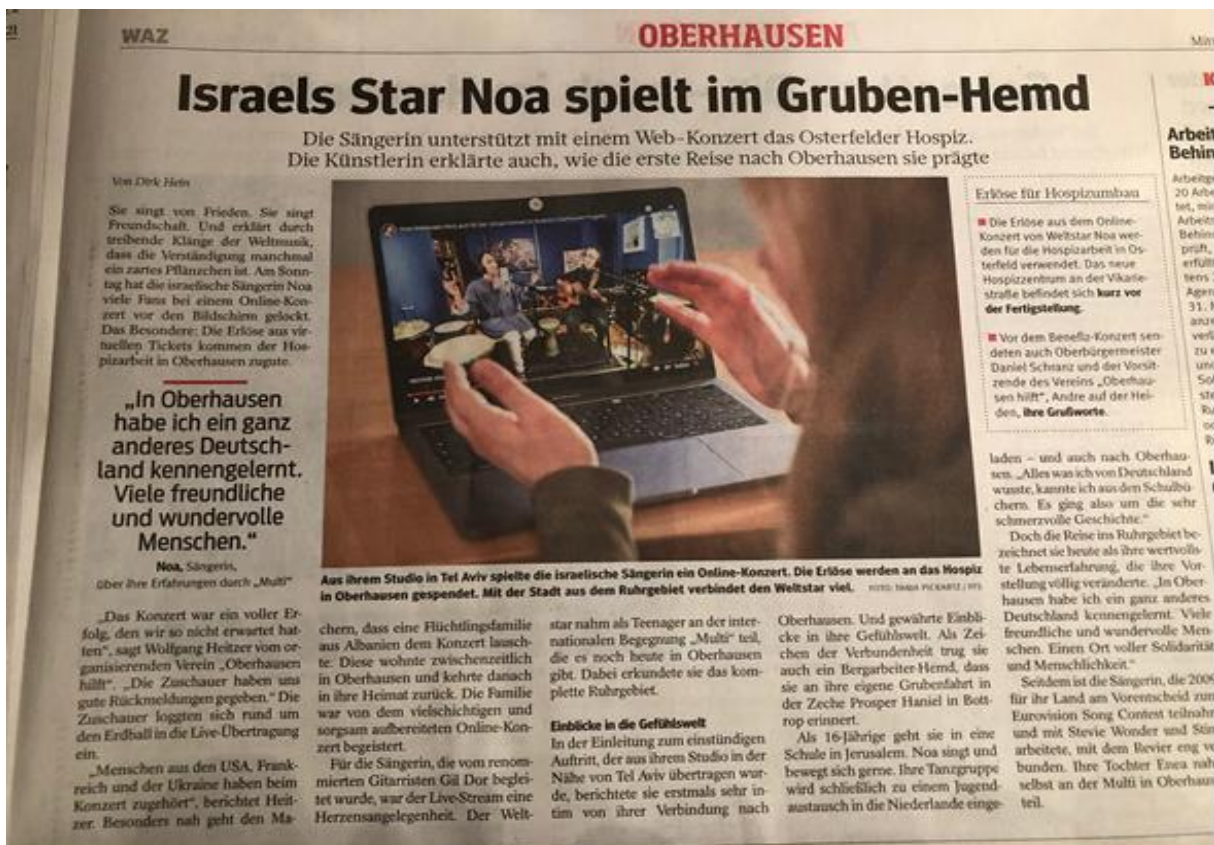 21
WAZ
OBERHAUSEN
Israels Star Noa spielt im Gruben-Hemd
Die Sängerin unterstützt mit einem Web-Konzert das Osterfelder Hospiz.
Die Künstlerin erklärte auch, wie die erste Reise nach Oberhausen sie prägte
Von Dirk Hein
Sie singt von Frieden. Sie singt
Freundschaft. Und erklärt durch
treibende Klänge der Weltmusik,
dass die Verständigung manchmal
ein zartes Pflänzchen ist. Am Sonn-
tag hat die israelische Sängerin Noa
viele Fans bei einem Online-Kon-
zert vor den Bildschirm gelockt.
Das Besondere: Die Erlöse aus vir-
tuellen Tickets kommen der Hos-
pizarbeit in Oberhausen zugute.
„In Oberhausen
habe ich ein ganz
anderes Deutsch-
land kennengelernt.
Viele freundliche
und wundervolle
Menschen.“
Noa, Sängerin,
über ihre Erfahrungen durch „Multi“
„Das Konzert war ein voller Er-
folg, den wir so nicht erwartet hat-
ten“, sagt Wolfgang Heitzer vom or-
ganisierenden Verein „Oberhausen
hilft“. „Die Zuschauer haben uns
gute Rückmeldungen gegeben.“ Die
Zuschauer loggten sich rund um
den Erdball in die Live-Übertragung
ein.
„Menschen aus den USA, Frank-
reich und der Ukraine haben beim
Konzert zugehört“, berichtet Heit-
zer. Besonders nah geht den Ma-
Aus ihrem Studio in Tel Aviv spielte die israelische Sängerin ein Online-Konzert. Die Erlöse werden an das Hospiz
in Oberhausen gespendet. Mit der Stadt aus dem Ruhrgebiet verbindet den Weltstar viel. FOTO:
chern, dass eine Flüchtlingsfamilie
aus Albanien dem Konzert lausch-
te. Diese wohnte zwischenzeitlich
in Oberhausen und kehrte danach
in ihre Heimat zurück. Die Familie
war von dem vielschichtigen und
sorgsam aufbereiteten Online-Kon-
zert begeistert.
Für die Sängerin, die vom renom-
mierten Gitarristen Gil Dor beglei-
tet wurde, war der Live-Stream eine
Herzensangelegenheit. Der Welt-
star nahm als Teenager an der inter-
nationalen Begegnung „Multi“ teil,
die es noch heute in Oberhausen
gibt. Dabei erkundete sie das kom-
plette Ruhrgebiet.
Einblicke in die Gefühlswelt
In der Einleitung zum einstündigen
Auftritt, der aus ihrem Studio in der
Nähe von Tel Aviv übertragen wur-
de, berichtete sie erstmals sehr in-
tim von ihrer Verbindung nach
Oberhausen. Und gewährte Einbli-
cke in ihre Gefühlswelt. Als Zei-
chen der Verbundenheit trug sie
auch ein Bergarbeiter-Hemd, dass
sie an ihre eigene Grubenfahrt in
der Zeche Prosper Haniel in Bott-
rop erinnert.
Als 16-Jährige geht sie in eine
Schule in Jerusalem. Noa singt und
bewegt sich gerne. Ihre Tanzgruppe
wird schließlich zu einem Jugend-
austausch in die Niederlande einge-
Erlöse für Hospizumbau
Die Erlöse aus dem Online-
Konzert von Weltstar Noa wer-
den für die Hospizarbeit in Os-
terfeld verwendet. Das neue
Hospizzentrum an der Vikarie-
straße befindet sich kurz vor
der Fertigstellung.
Vor dem Benefiz-Konzert sen-
deten auch Oberbürgermeister
Daniel Schranz und der Vorsit-
zende des Vereins „Oberhau-
sen hilft“, Andre auf der Hei-
den, ihre Grußworte.
laden – und auch nach Oberhau-
sen. „Alles was ich von Deutschland
wusste, kannte ich aus den Schulbü-
chern. Es ging also um die sehr
schmerzvolle Geschichte.“
Doch die Reise ins Ruhrgebiet be-
zeichnet sie heute als ihre wertvolls-
te Lebenserfahrung, die ihre Vor-
stellung völlig veränderte. „In Ober-
hausen habe ich ein ganz anderes
Deutschland kennengelernt. Viele
freundliche und wundervolle Men-
schen. Einen Ort voller Solidarität
und Menschlichkeit.“
Seitdem ist die Sängerin, die 2009
für ihr Land am Vorentscheid zum
Eurovision Song Contest teilnahm
und mit Stevie Wonder und Stin
arbeitete, mit dem Revier eng ve
bunden. Ihre Tochter Enea nah
selbst an der Multi in Oberhaus
teil.
Arbeit
Behin